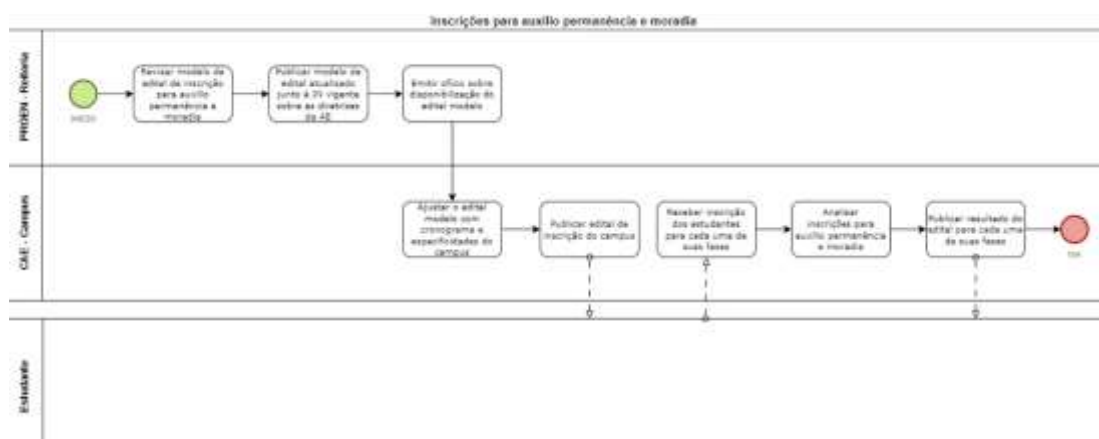 Inscrições para auxílio permanência e moradia
PROEN - Reitoria
INÍCIO
Revisar modelo de
edital de inscrição
para auxílio
permanência e
moradia
Publicar modelo de
edital atualizado
junto à vigente
sobre as diretrizes
da AE
Emitir ofício sobre
disponibilização do
edital modelo
CAE - Campus
Ajustar o edital
modelo com
cronograma e
especificidades do
campus
Publicar edital de
inscrição do campus
Receber inscrição
dos estudantes
para cada uma de
suas fases
Analisar
inscrições para
auxílio permanência
e moradia
Publicar resultado do
edital para cada uma
de suas fases
FIM
Estudante